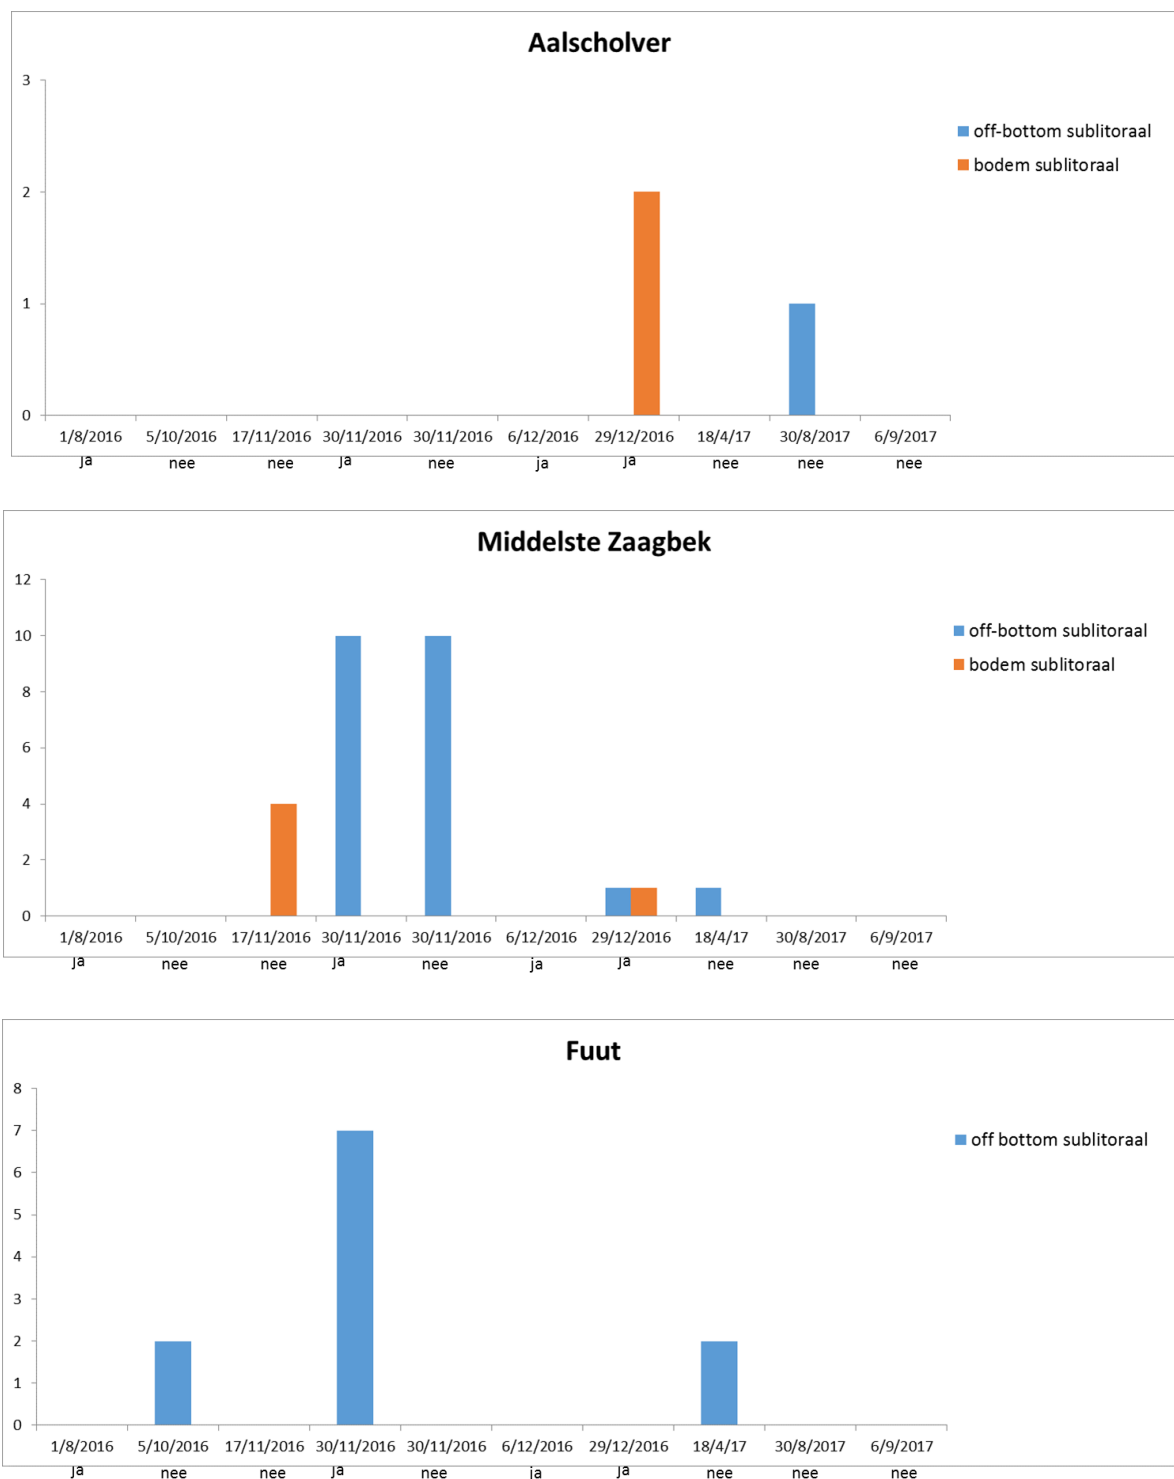 Aalscholver
3
off-bottom sublitoraal
bodem sublitoraal
2
1
0
1/8/2016 5/10/2016 17/11/2016 30/11/2016 30/11/2016 6/12/2016 29/12/2016 18/4/17 30/8/2017 6/9/2017
Ja nee nee Ja nee ja Ja nee nee nee
Middelste Zaagbek
12
off-bottom sublitoraal
10
bodem sublitoraal
8
6
4
2
0
1/8/2016 5/10/2016 17/11/2016 30/11/2016 30/11/2016 6/12/2016 29/12/2016 18/4/17 30/8/2017 6/9/2017
Ja nee nee Ja nee ja Ja nee nee nee
Fuut
8
off bottom sublitoraal
7
6
5
4
3
2
1
0
1/8/2016 5/10/2016 17/11/2016 30/11/2016 30/11/2016 6/12/2016 29/12/2016 18/4/17 30/8/2017 6/9/2017
Ja nee nee Ja nee ja Ja nee nee nee